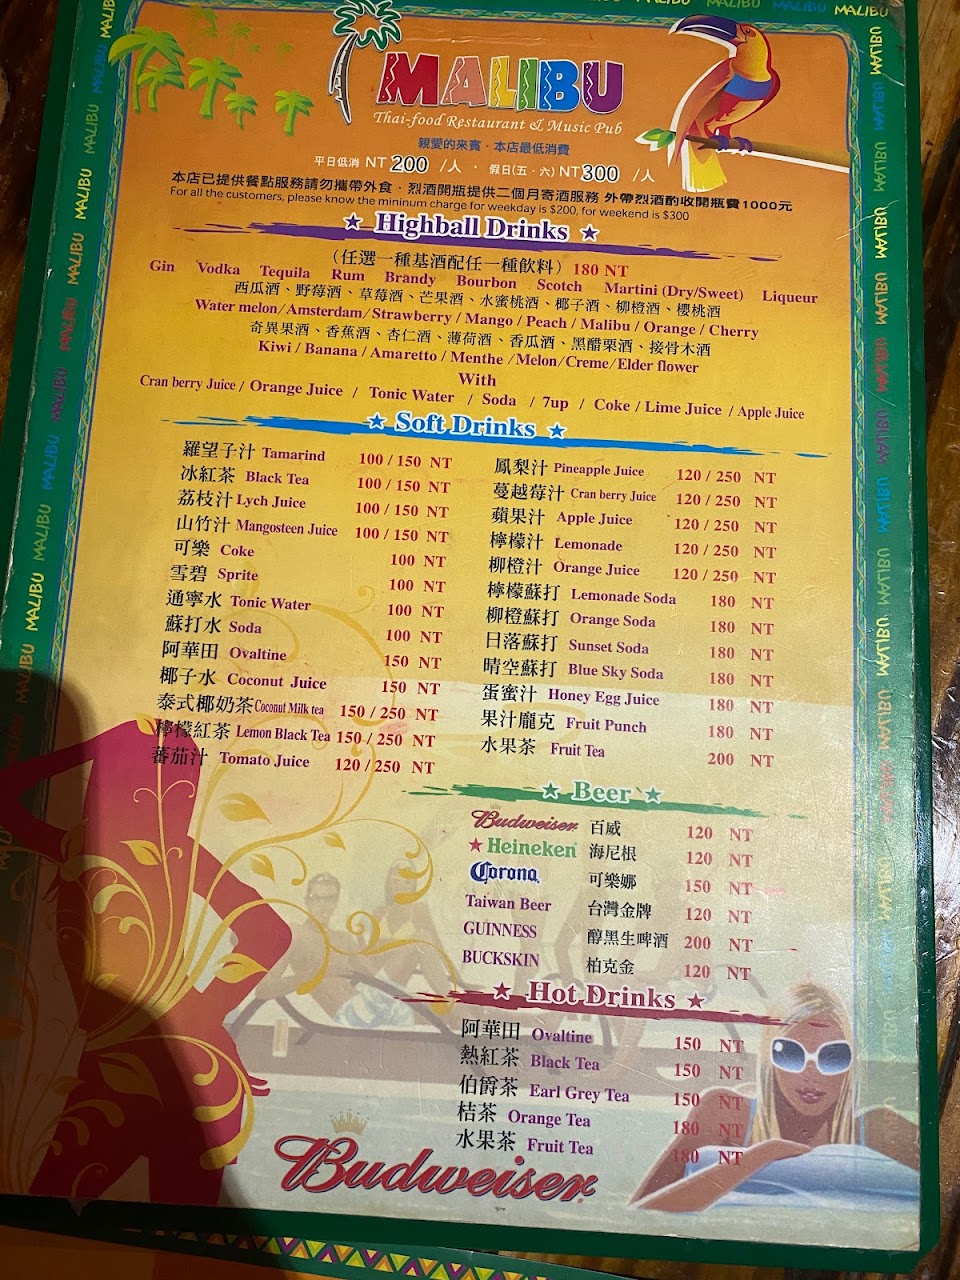 MALIBU
Thai-food Restaurant & Music Pub
親愛的來賓，本店最低消費
平日低消 NT 200 /人 · 假日(五．六) NT300 /人
本店已提供餐點服務請勿攜帶外食．烈酒開瓶提供二個月寄酒服務 外帶烈酒酌收開瓶費1000元
For all the customers, please know the mininum charge for weekday is $200, for weekend is $300
★ Highball Drinks ★
（任選一種基酒配任一種飲料）180 NT
Gin Vodka Tequila Rum Brandy Bourbon Scotch Martini (Dry/Sweet) Liqueur
西瓜酒、野莓酒、草莓酒、芒果酒、水蜜桃酒、椰子酒、柳橙酒、櫻桃酒
Water melon/Amsterdam/Strawberry/Mango/Peach/Malibu/Orange/Cherry
奇異果酒、香蕉酒、杏仁酒、薄荷酒、香瓜酒、黑醋栗酒、接骨木酒
Kiwi/Banana/Amaretto/Menthe/Melon/Creme/Elder flower
With
Cran berry Juice / Orange Juice / Tonic Water / Soda / 7up / Coke / Lime Juice / Apple Juice
★ Soft Drinks ★
羅望子汁 Tamarind 100 / 150 NT
冰紅茶 Black Tea 100 / 150 NT
荔枝汁 Lych Juice 100 / 150 NT
山竹汁 Mangosteen Juice 100 / 150 NT
可樂 Coke 100 NT
雪碧 Sprite 100 NT
通寧水 Tonic Water 100 NT
蘇打水 Soda 100 NT
阿華田 Ovaltine 150 NT
椰子水 Coconut Juice 150 NT
泰式椰奶茶 Coconut Milk tea 150 / 250 NT
檸檬紅茶 Lemon Black Tea 150 / 250 NT
蕃茄汁 Tomato Juice 120 / 250 NT
鳳梨汁 Pineapple Juice 120 / 250 NT
蔓越莓汁 Cran berry Juice 120 / 250 NT
蘋果汁 Apple Juice 120 / 250 NT
檸檬汁 Lemonade 120 / 250 NT
柳橙汁 Orange Juice 120 / 250 NT
檸檬蘇打 Lemonade Soda 180 NT
柳橙蘇打 Orange Soda 180 NT
日落蘇打 Sunset Soda 180 NT
晴空蘇打 Blue Sky Soda 180 NT
蛋蜜汁 Honey Egg Juice 180 NT
果汁龐克 Fruit Punch 180 NT
水果茶 Fruit Tea 200 NT
★ Beer ★
Budweiser 百威 120 NT
★ Heineken 海尼根 120 NT
Corona 可樂娜 150 NT
Taiwan Beer 台灣金牌 120 NT
GUINNESS 醇黑生啤酒 200 NT
BUCKSKIN 柏克金 120 NT
★ Hot Drinks ★
阿華田 Ovaltine 150 NT
熱紅茶 Black Tea 150 NT
伯爵茶 Earl Grey Tea 150 NT
桔茶 Orange Tea 180 NT
水果茶 Fruit Tea 180 NT
Budweiser